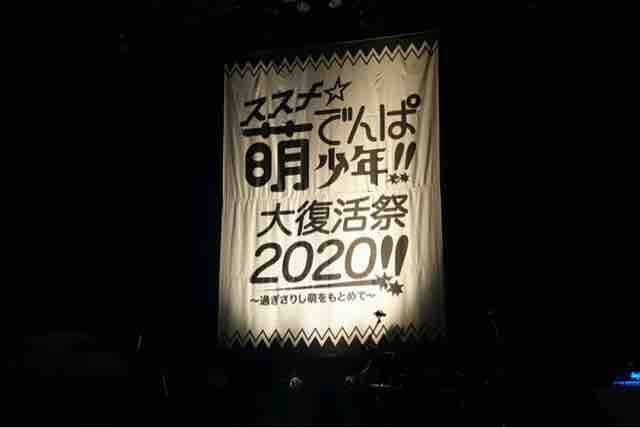 ススメ☆
萌でんぱ
少年!!
大復活祭
2020!!
～過ぎさりし萌をもとめて～